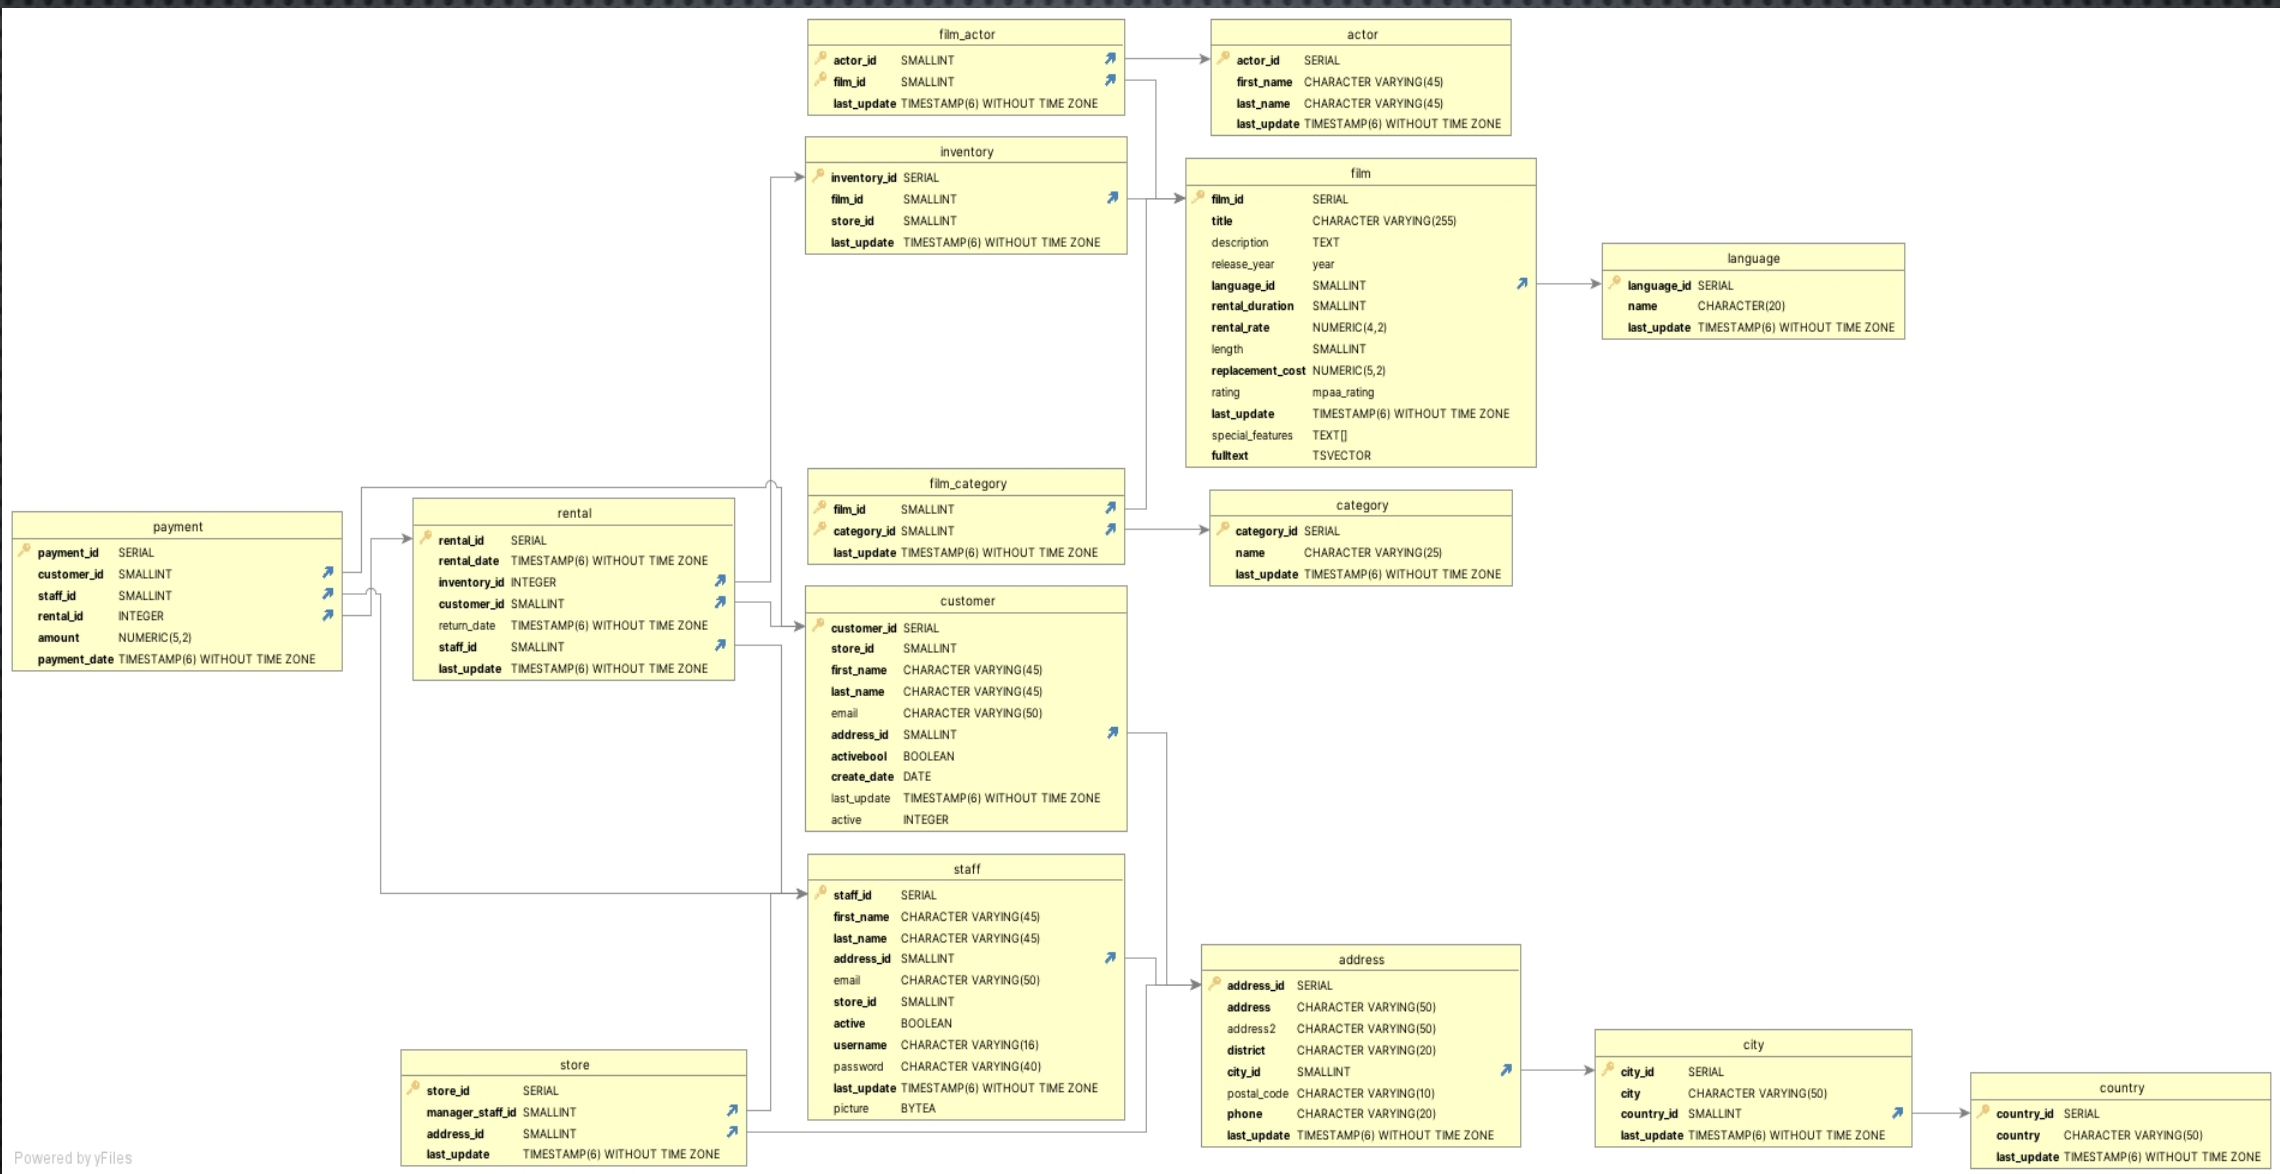 film_actor
actor_id SMALLINT
film_id SMALLINT
last_update TIMESTAMP(6) WITHOUT TIME ZONE
actor
actor_id SERIAL
first_name CHARACTER VARYING(45)
last_name CHARACTER VARYING(45)
last_update TIMESTAMP(6) WITHOUT TIME ZONE
inventory
inventory_id SERIAL
film_id SMALLINT
store_id SMALLINT
last_update TIMESTAMP(6) WITHOUT TIME ZONE
film
film_id SERIAL
title CHARACTER VARYING(255)
description TEXT
release_year year
language_id SMALLINT
rental_duration SMALLINT
rental_rate NUMERIC(4,2)
length SMALLINT
replacement_cost NUMERIC(5,2)
rating mpaa_rating
last_update TIMESTAMP(6) WITHOUT TIME ZONE
special_features TEXT[]
fulltext TSVECTOR
language
language_id SERIAL
name CHARACTER(20)
last_update TIMESTAMP(6) WITHOUT TIME ZONE
film_category
film_id SMALLINT
category_id SMALLINT
last_update TIMESTAMP(6) WITHOUT TIME ZONE
category
category_id SERIAL
name CHARACTER VARYING(25)
last_update TIMESTAMP(6) WITHOUT TIME ZONE
payment
payment_id SERIAL
customer_id SMALLINT
staff_id SMALLINT
rental_id INTEGER
amount NUMERIC(5,2)
payment_date TIMESTAMP(6) WITHOUT TIME ZONE
rental
rental_id SERIAL
rental_date TIMESTAMP(6) WITHOUT TIME ZONE
inventory_id INTEGER
customer_id SMALLINT
return_date TIMESTAMP(6) WITHOUT TIME ZONE
staff_id SMALLINT
last_update TIMESTAMP(6) WITHOUT TIME ZONE
customer
customer_id SERIAL
store_id SMALLINT
first_name CHARACTER VARYING(45)
last_name CHARACTER VARYING(45)
email CHARACTER VARYING(50)
address_id SMALLINT
activebool BOOLEAN
create_date DATE
last_update TIMESTAMP(6) WITHOUT TIME ZONE
active INTEGER
staff
staff_id SERIAL
first_name CHARACTER VARYING(45)
last_name CHARACTER VARYING(45)
address_id SMALLINT
email CHARACTER VARYING(50)
store_id SMALLINT
active BOOLEAN
username CHARACTER VARYING(16)
password CHARACTER VARYING(40)
last_update TIMESTAMP(6) WITHOUT TIME ZONE
picture BYTEA
store
store_id SERIAL
manager_staff_id SMALLINT
address_id SMALLINT
last_update TIMESTAMP(6) WITHOUT TIME ZONE
address
address_id SERIAL
address CHARACTER VARYING(50)
address2 CHARACTER VARYING(50)
district CHARACTER VARYING(20)
city_id SMALLINT
postal_code CHARACTER VARYING(10)
phone CHARACTER VARYING(20)
last_update TIMESTAMP(6) WITHOUT TIME ZONE
city
city_id SERIAL
city CHARACTER VARYING(50)
country_id SMALLINT
last_update TIMESTAMP(6) WITHOUT TIME ZONE
country
country_id SERIAL
country CHARACTER VARYING(50)
last_update TIMESTAMP(6) WITHOUT TIME ZONE
Powered by yFiles